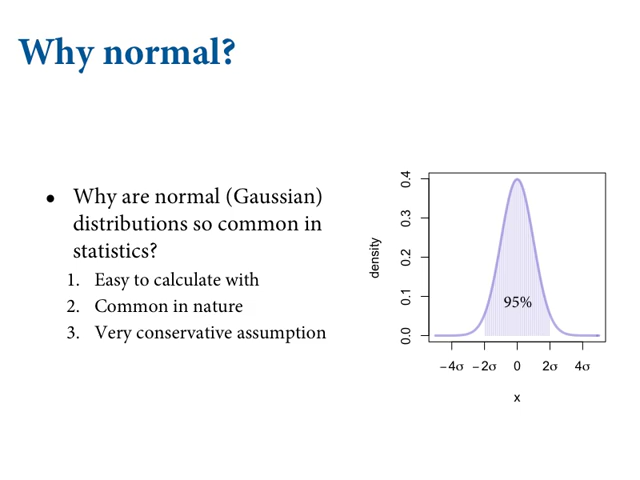 Why normal?
• Why are normal (Gaussian)
distributions so common in
statistics?
1. Easy to calculate with
2. Common in nature
3. Very conservative assumption
density
0.4
0.3
0.2
0.1
0.0
95%
−4σ −2σ 0 2σ 4σ
x